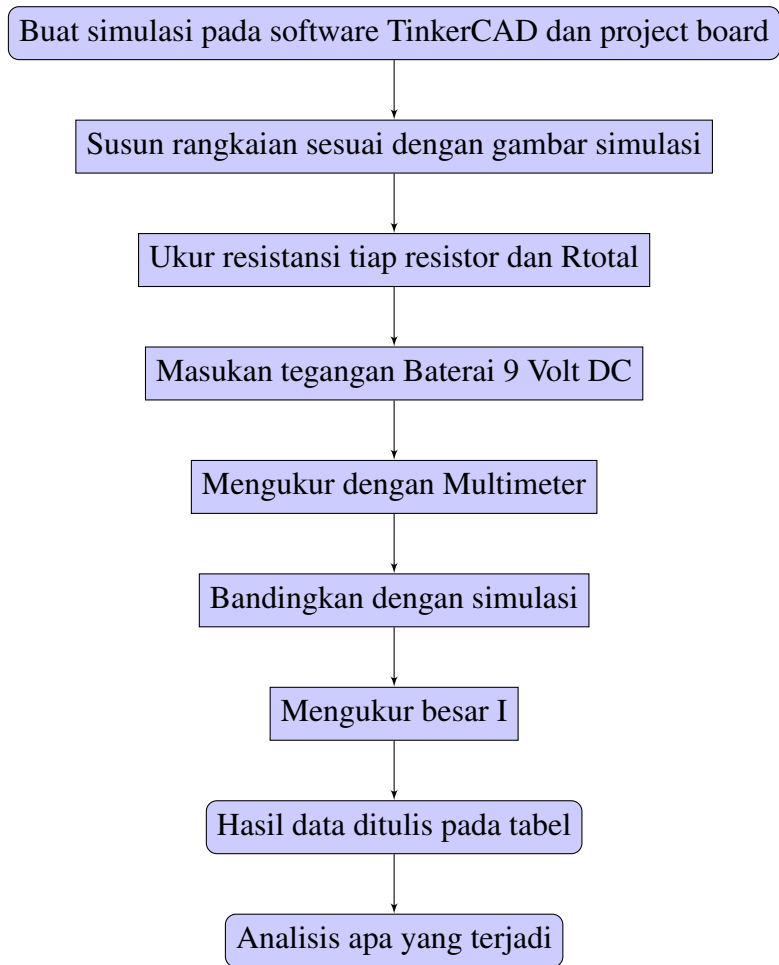 Buat simulasi pada software TinkerCAD dan project board
Susun rangkaian sesuai dengan gambar simulasi
Ukur resistansi tiap resistor dan Rtotal
Masukan tegangan Baterai 9 Volt DC
Mengukur dengan Multimeter
Bandingkan dengan simulasi
Mengukur besar I
Hasil data ditulis pada tabel
Analisis apa yang terjadi